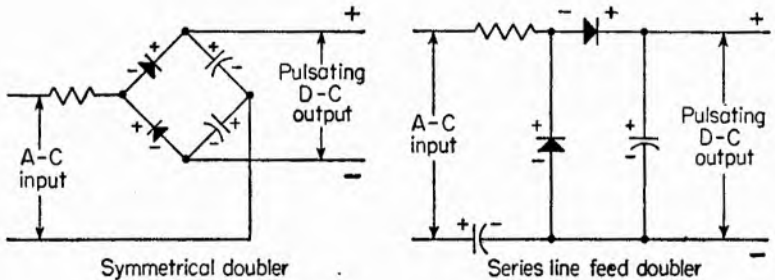 +
- + + -
Pulsating
D-C
output
A-C
input
+ - - +
−
Symmetrical doubler
- + +
A-C
input
+
-
+
-
Pulsating
D-C
output
+ -
−
Series line feed doubler